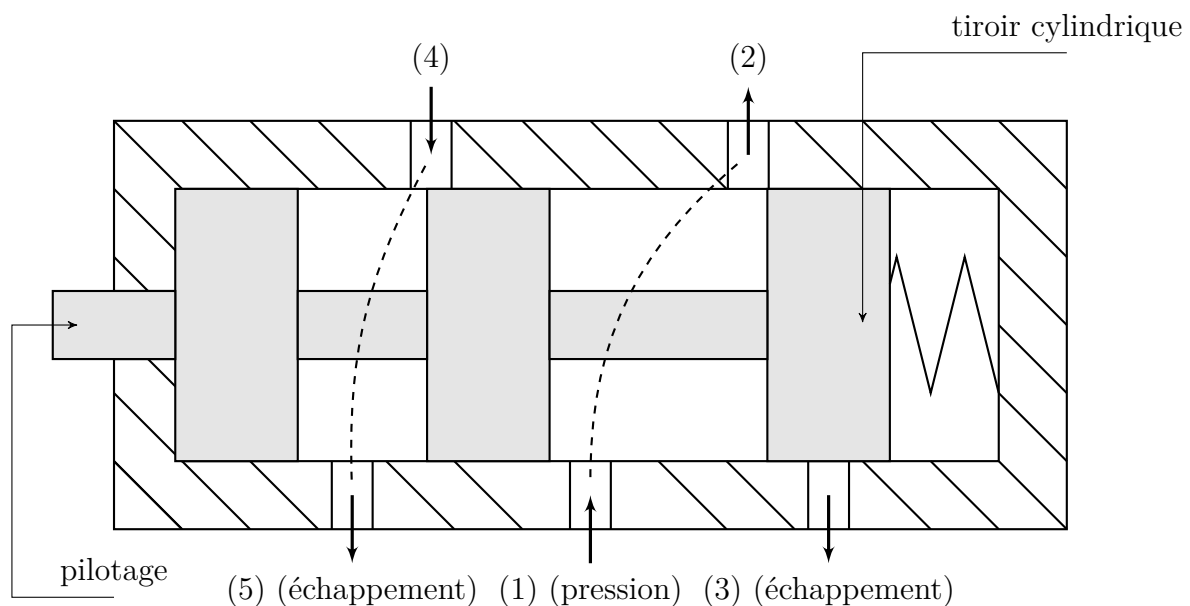 tiroir cylindrique
(4)
(2)
pilotage
(5) (échappement)
(1) (pression)
(3) (échappement)